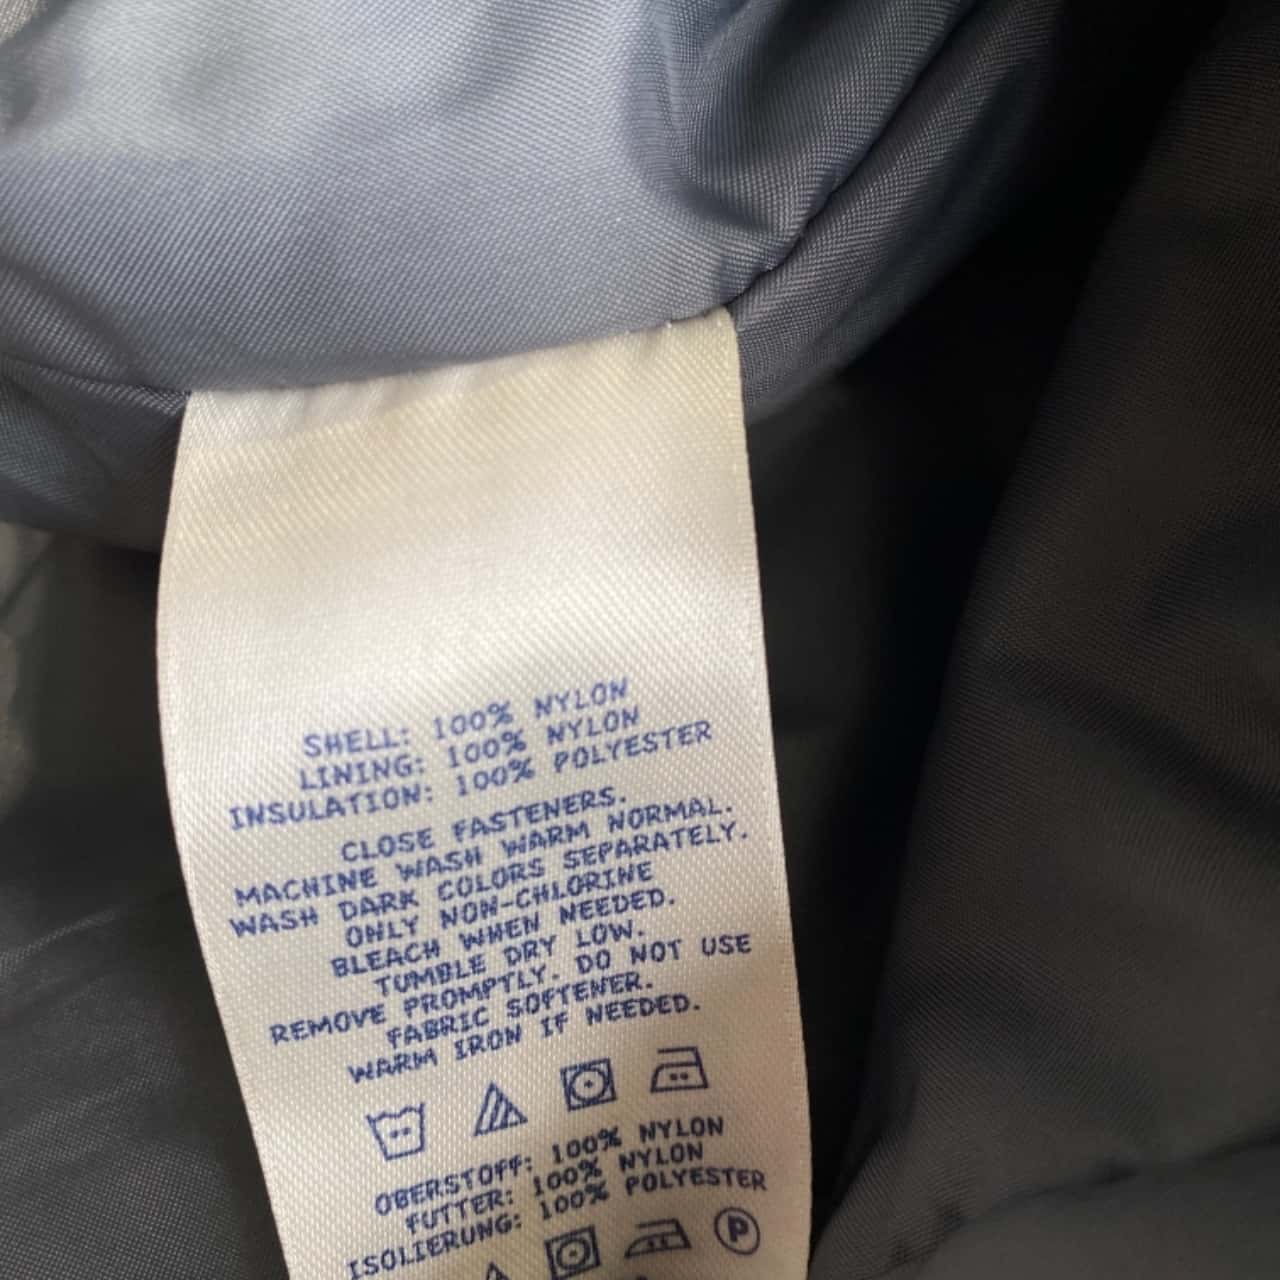 SHELL: 100% NYLON
LINING: 100% NYLON
INSULATION: 100% POLYESTER
CLOSE FASTENERS.
MACHINE WASH WARM NORMAL.
WASH DARK COLORS SEPARATELY.
ONLY NON-CHLORINE
BLEACH WHEN NEEDED.
TUMBLE DRY LOW.
REMOVE PROMPTLY. DO NOT USE
FABRIC SOFTENER.
WARM IRON IF NEEDED.
OBERSTOFF: 100% NYLON
FUTTER: 100% NYLON
ISOLIERUNG: 100% POLYESTER
P